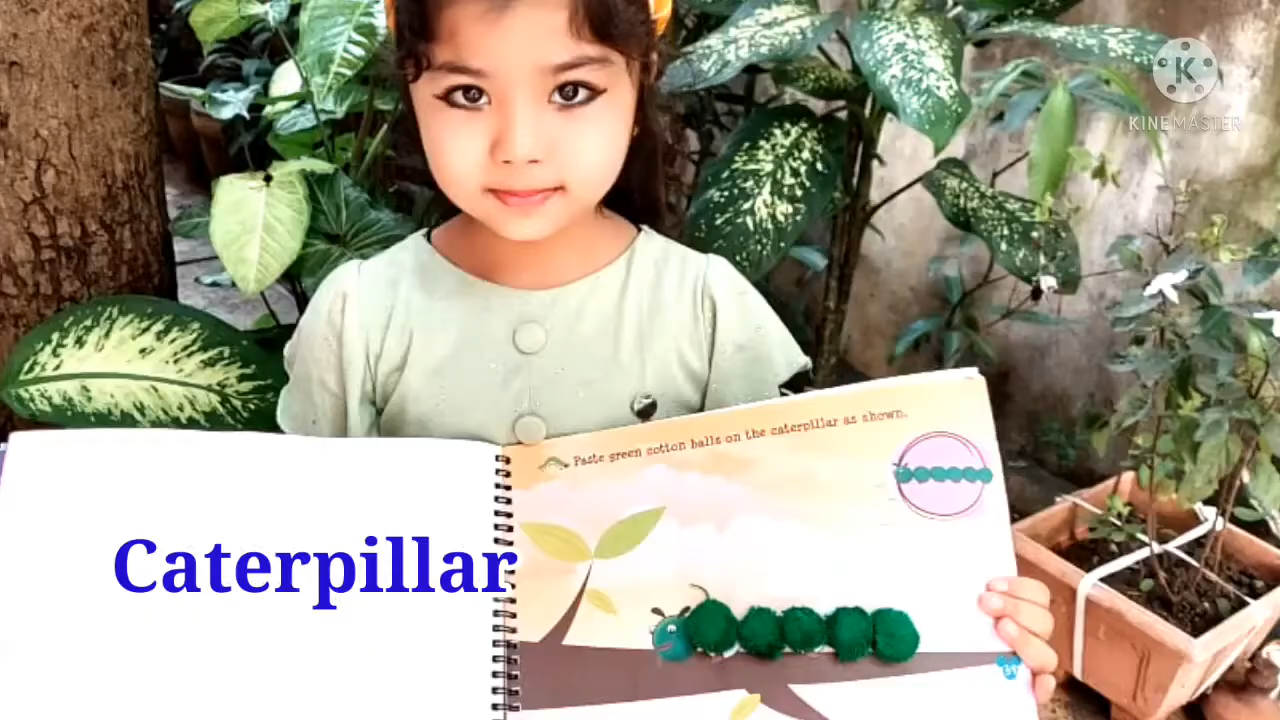 KINEMASTER
Paste green cotton balls on the caterpillar as shown.
Caterpillar